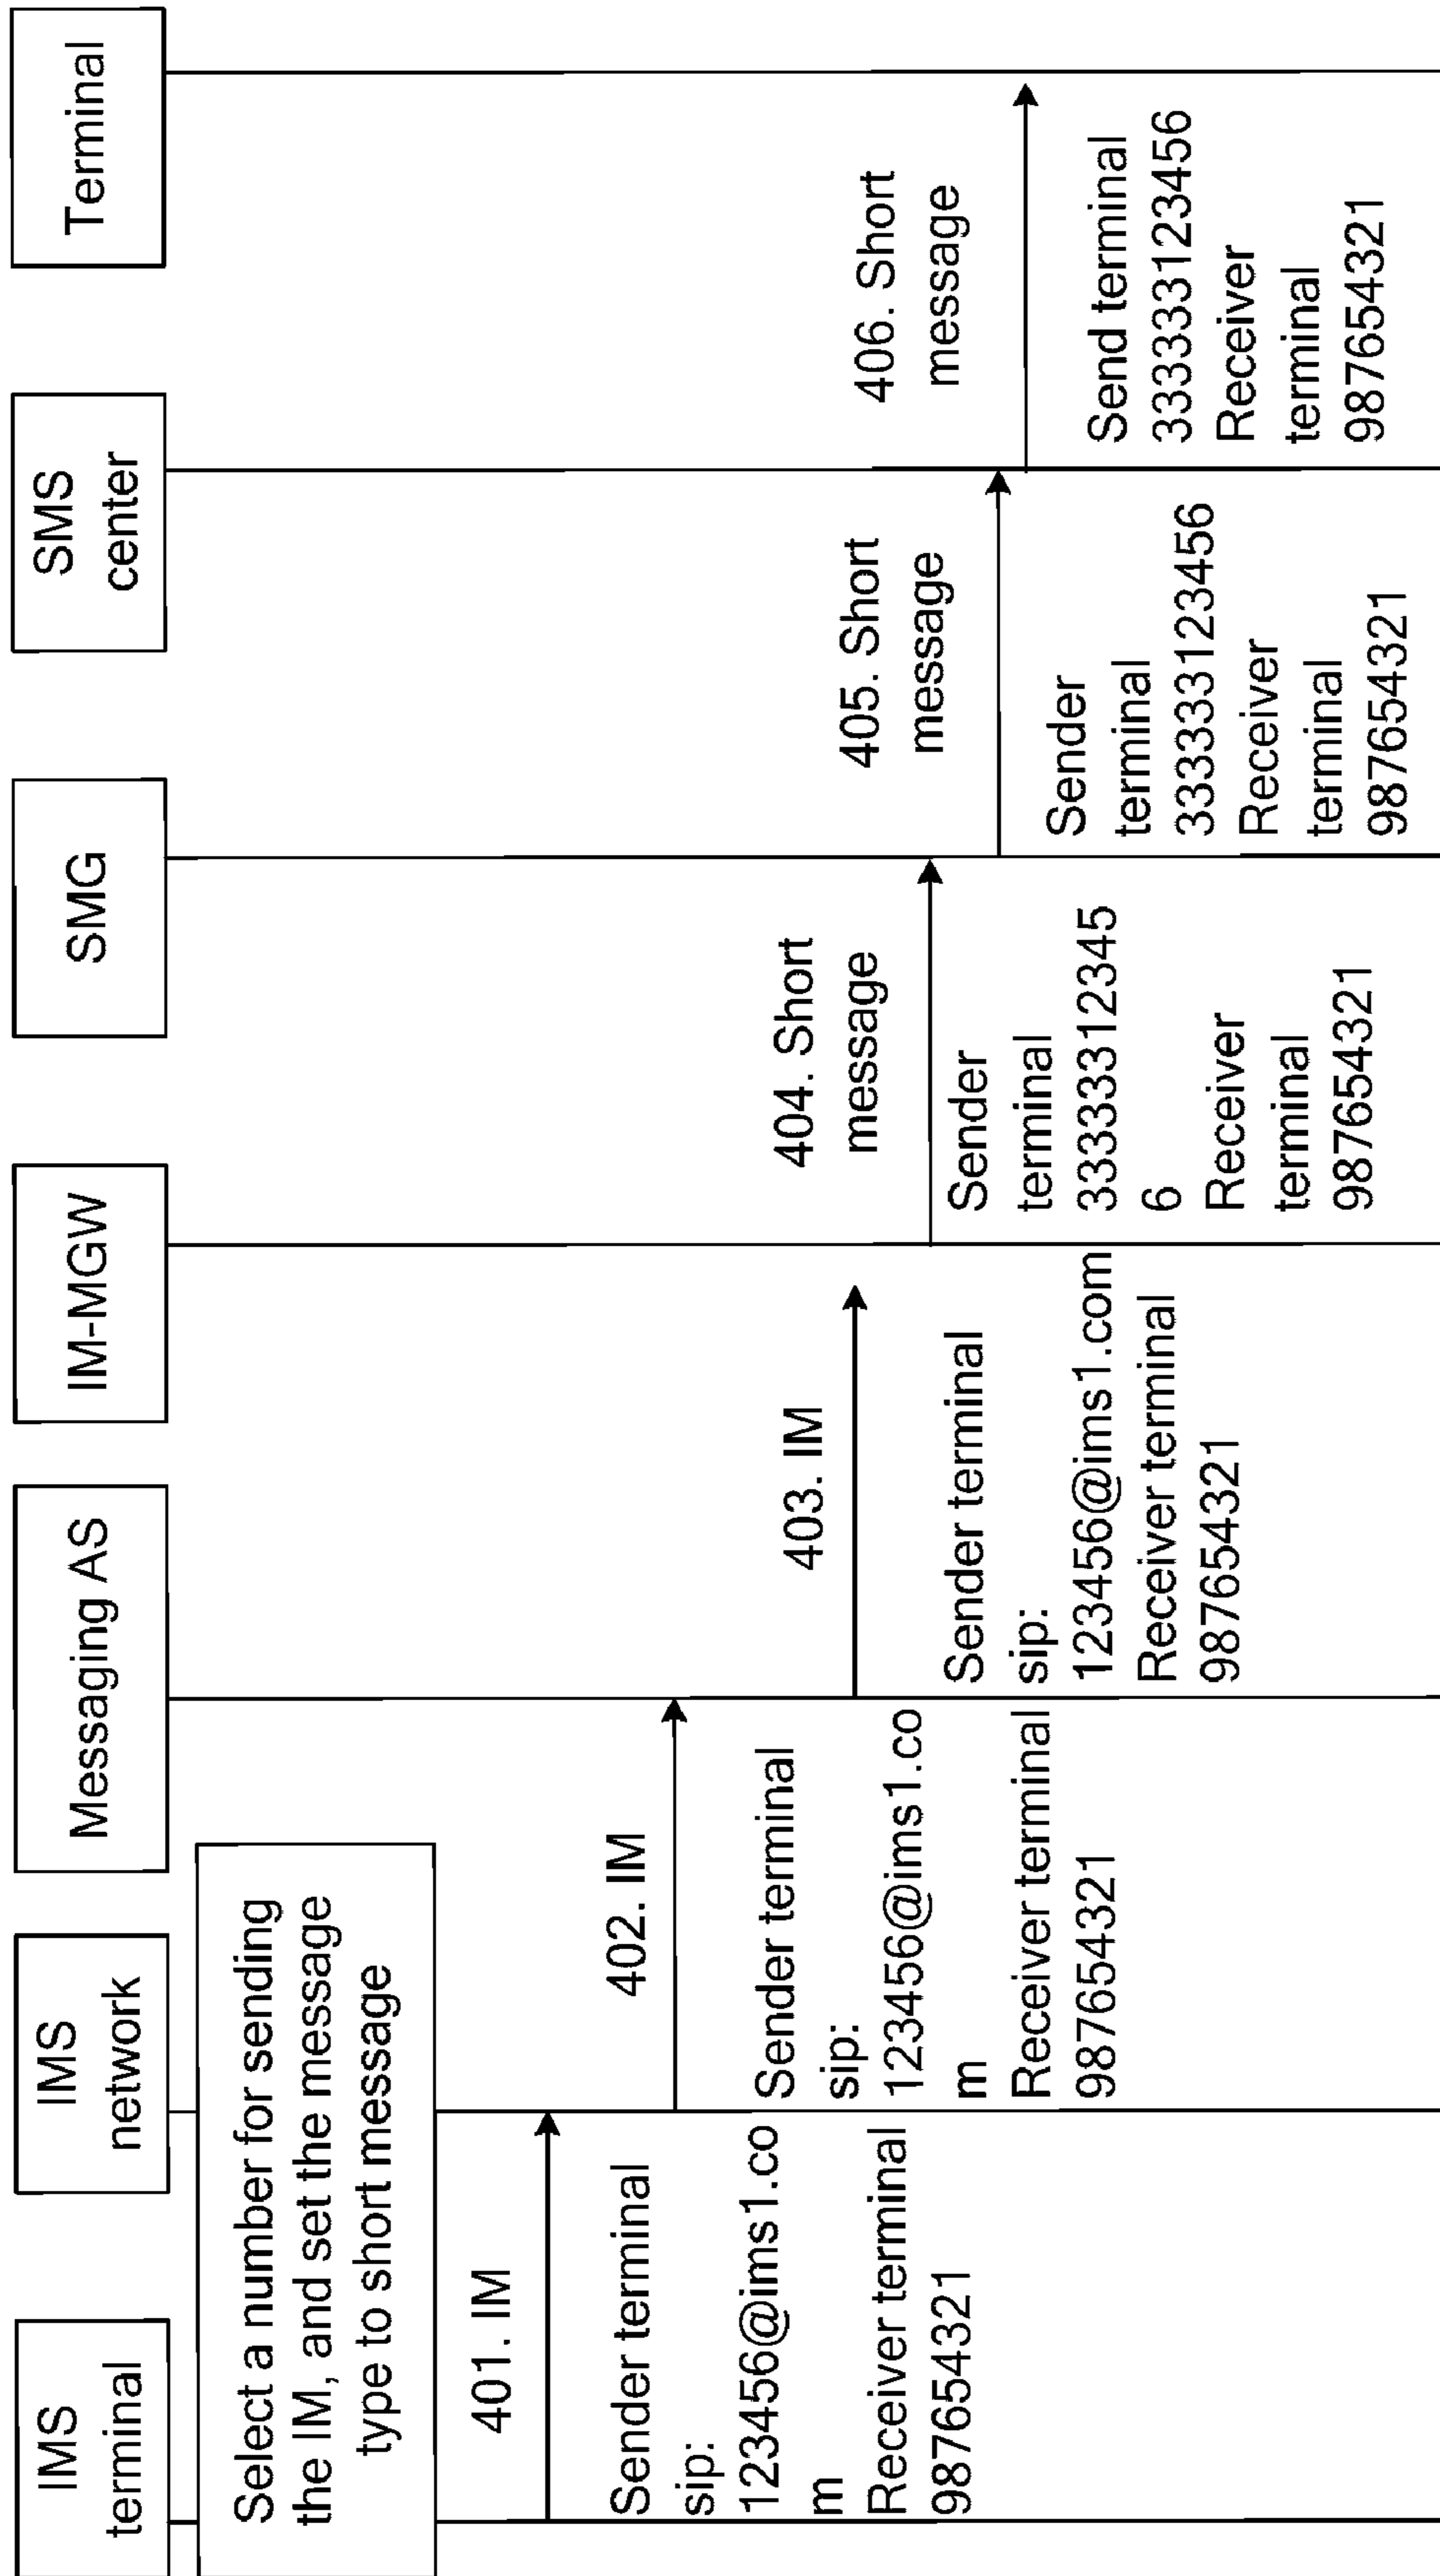 IMS
terminal
IMS
network
Messaging AS
IM-MGW
SMG
SMS
center
Terminal
Select a number for sending
the IM, and set the message
type to short message
401. IM
Sender terminal
sip:
123456@ims1.co
m
Receiver terminal
987654321
402. IM
Sender terminal
sip:
123456@ims1.co
m
Receiver terminal
987654321
403. IM
Sender terminal
sip:
123456@ims1.com
Receiver terminal
987654321
404. Short
message
Sender
terminal
33333312345
6
Receiver
terminal
987654321
405. Short
message
Sender
terminal
333333123456
Receiver
terminal
987654321
406. Short
message
Send terminal
333333123456
Receiver
terminal
987654321